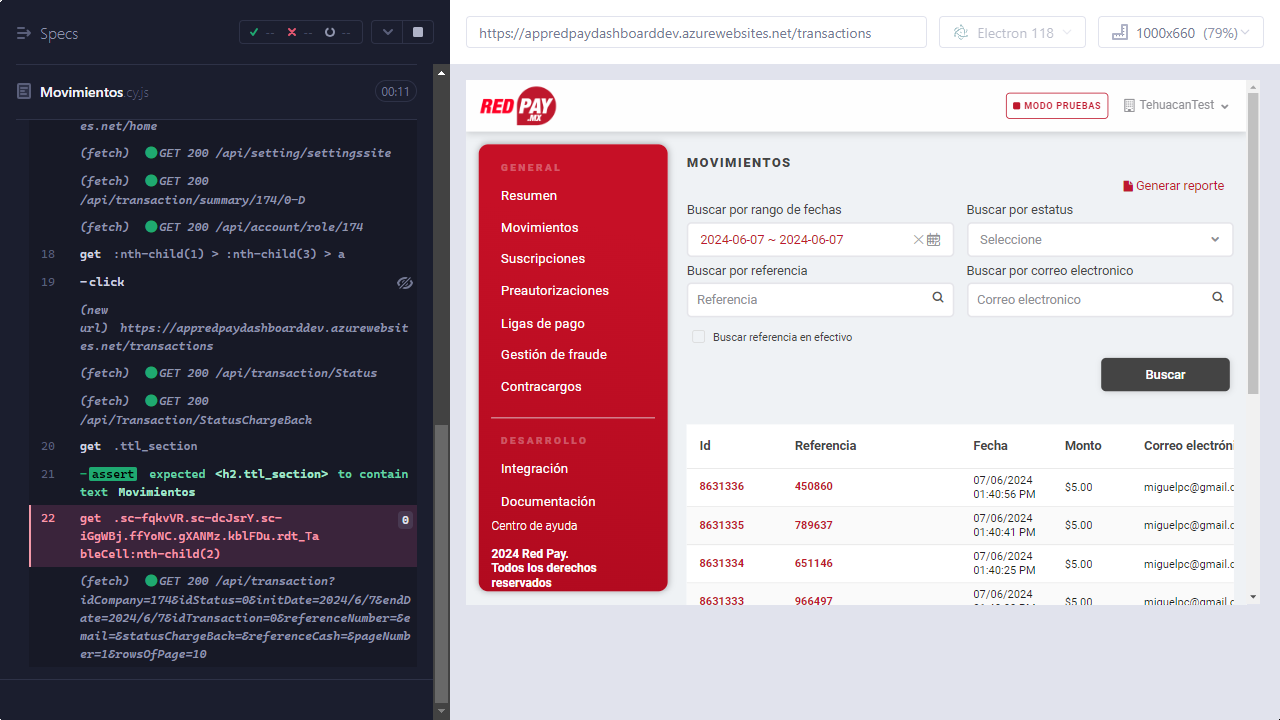 Specs
-- -- --
Movimientos cy.js 00:11
es.net/home
(fetch) GET 200 /api/setting/settingssite
(fetch) GET 200
/api/transaction/summary/174/0-D
(fetch) GET 200 /api/account/role/174
18 get :nth-child(1) > :nth-child(3) > a
19 -click
(new
url) https://appredpaydashboarddev.azurewebsit
es.net/transactions
(fetch) GET 200 /api/transaction/Status
(fetch) GET 200
/api/Transaction/StatusChargeBack
20 get .ttl_section
21 -assert expected <h2.ttl_section> to contain
text Movimientos
22 get .sc-fqkvVR.sc-dcJsrY.sc-
iGgWBj.ffYoNC.gXANMz.kblFDu.rdt_Ta
bleCell:nth-child(2)
0
(fetch) GET 200 /api/transaction?
idCompany=174&idStatus=0&initDate=2024/6/7&endD
ate=2024/6/7&idTransaction=0&referenceNumber=&e
mail=&statusChargeBack=&referenceCash=&pageNumb
er=1&rowsOfPage=10
https://appredpaydashboarddev.azurewebsites.net/transactions
Electron 118
1000x660 (79%)
RED PAY
.MX
MODO PRUEBAS
TehuacanTest
GENERAL
Resumen
Movimientos
Suscripciones
Preautorizaciones
Ligas de pago
Gestión de fraude
Contracargos
DESARROLLO
Integración
Documentación
Centro de ayuda
2024 Red Pay.
Todos los derechos
reservados
MOVIMIENTOS
Generar reporte
Buscar por rango de fechas
2024-06-07 ~ 2024-06-07
Buscar por estatus
Seleccione
Buscar por referencia
Referencia
Buscar por correo electronico
Correo electronico
Buscar referencia en efectivo
Buscar
Id Referencia Fecha Monto Correo electróni
8631336 450860 07/06/2024 01:40:56 PM $5.00 miguelpc@gmail.c
8631335 789637 07/06/2024 01:40:41 PM $5.00 miguelpc@gmail.c
8631334 651146 07/06/2024 01:40:25 PM $5.00 miguelpc@gmail.c
8631333 966497 07/06/2024 $5.00 miguelpc@gmail.c